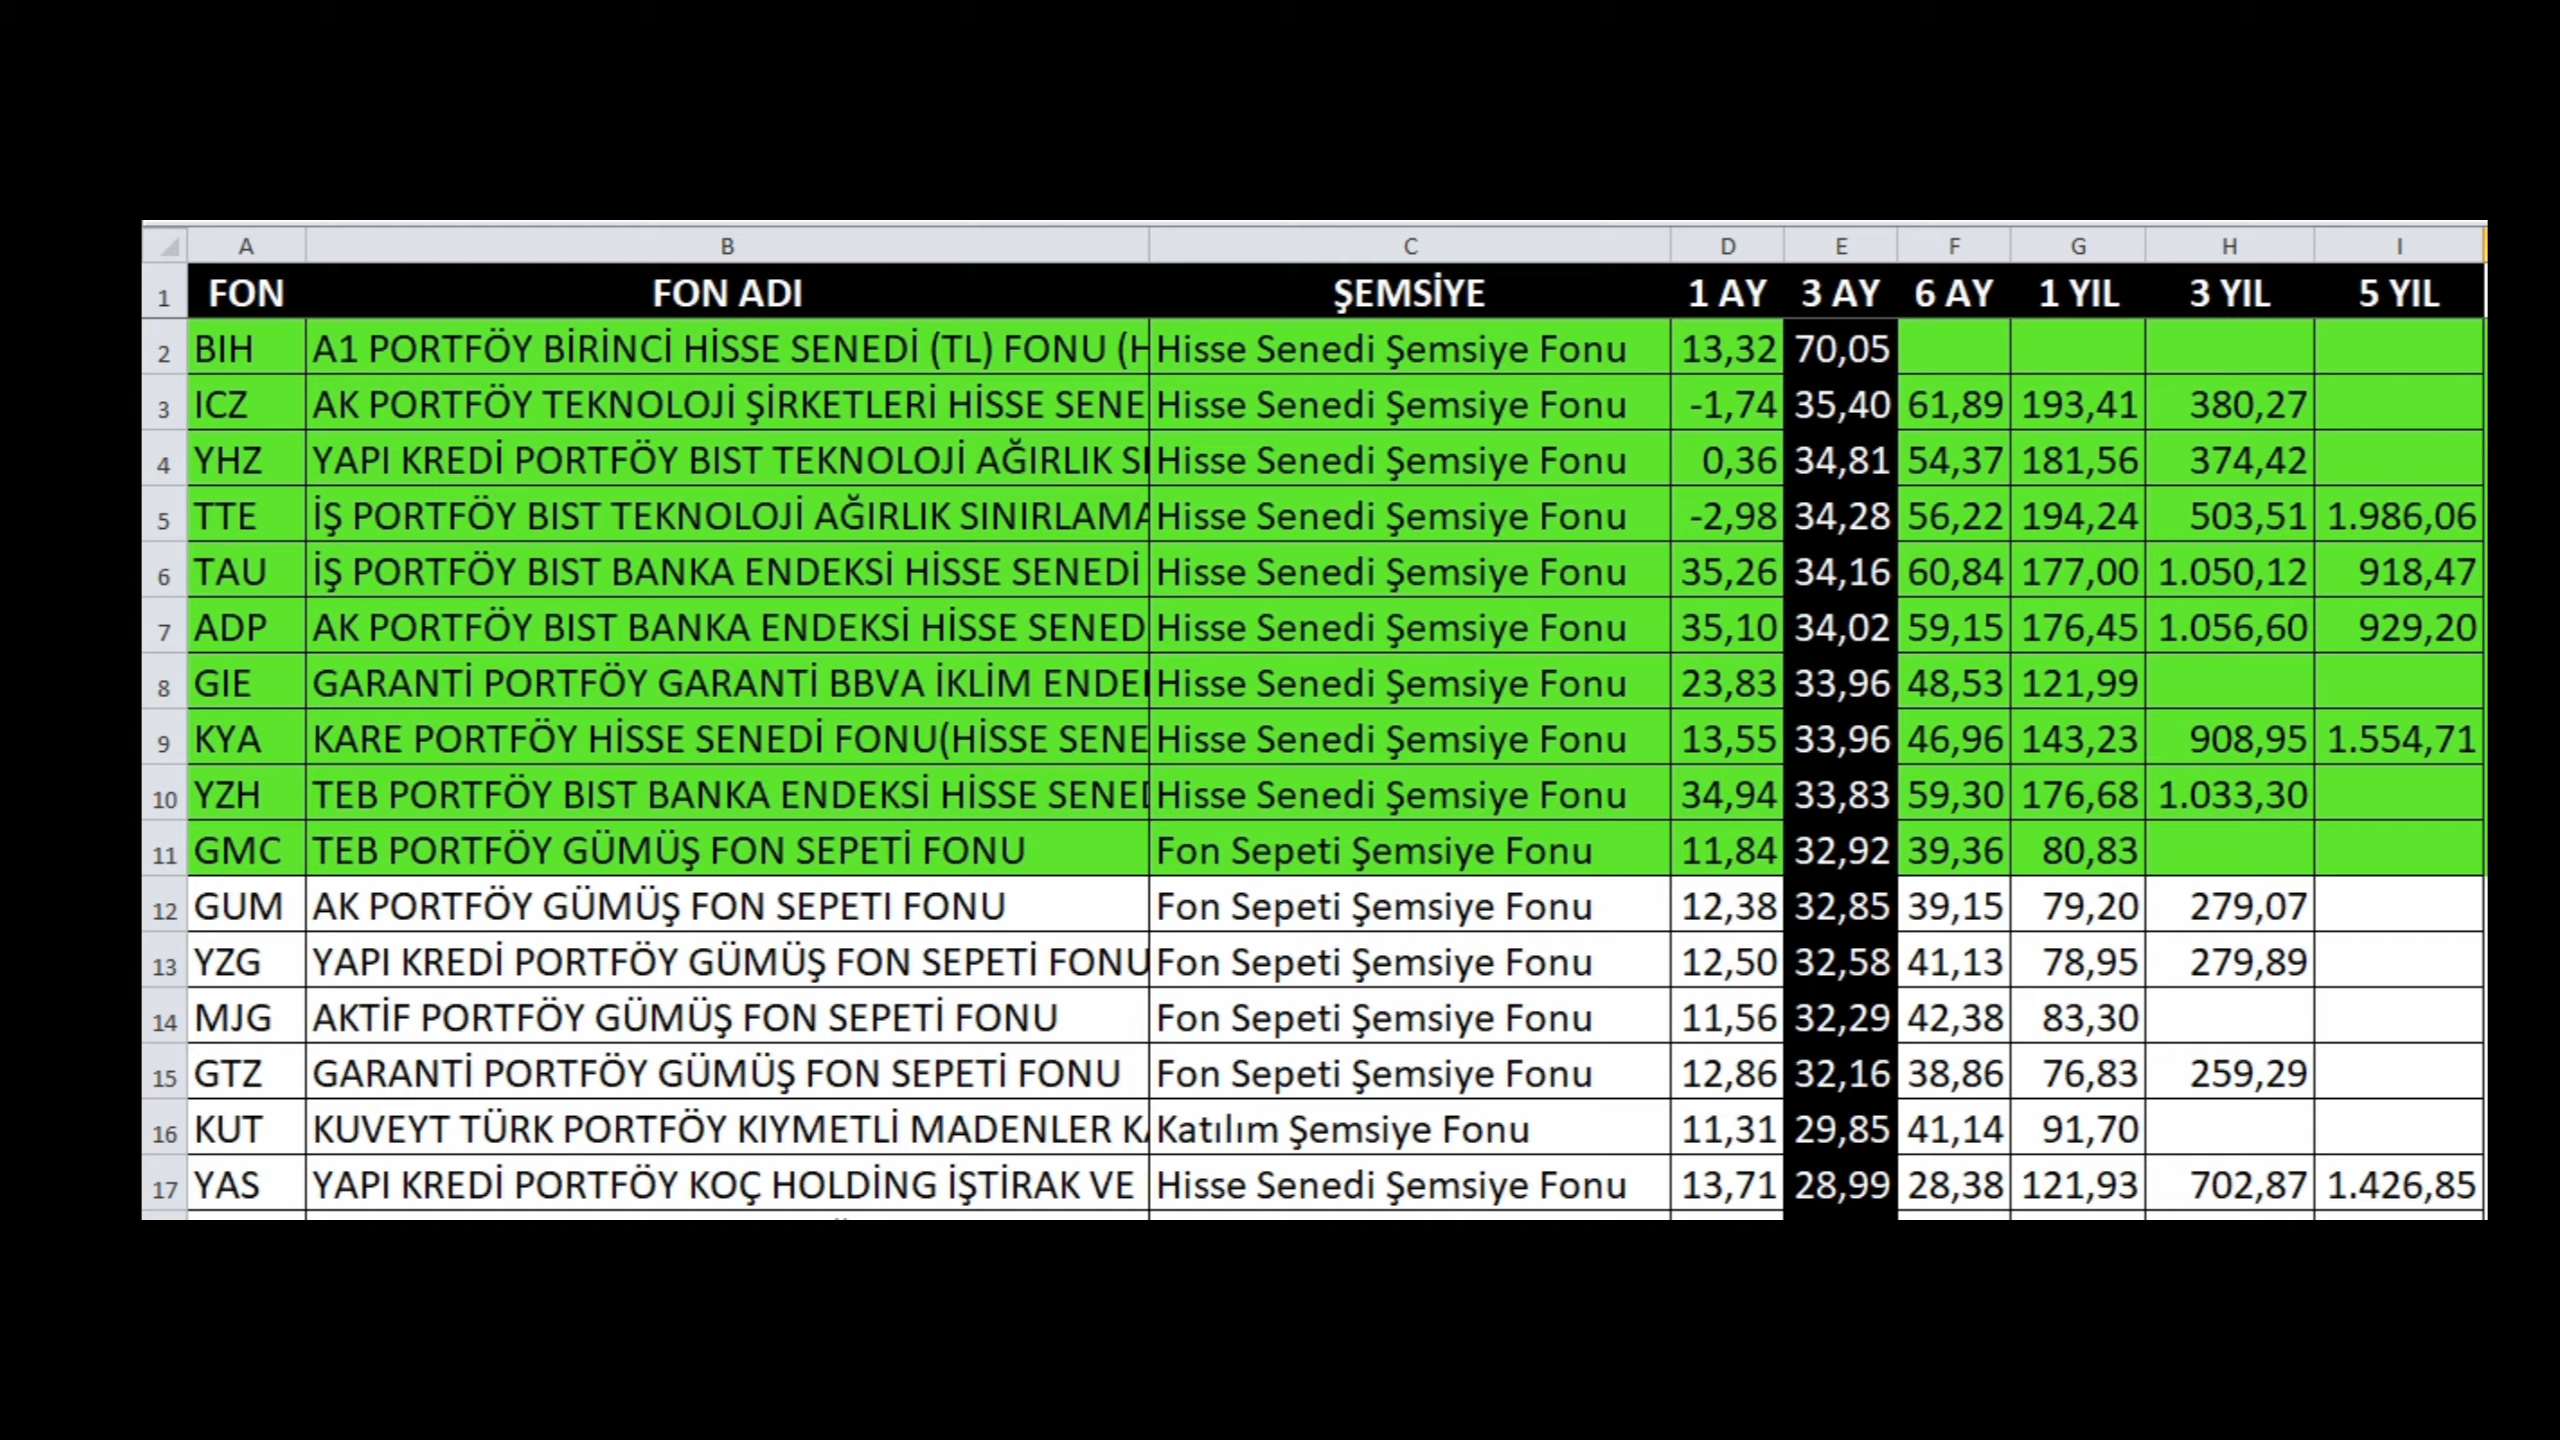 A B C D E F G H I
1 FON FON ADI ŞEMSİYE 1 AY 3 AY 6 AY 1 YIL 3 YIL 5 YIL
2 BIH A1 PORTFÖY BİRİNCİ HİSSE SENEDİ (TL) FONU (H Hisse Senedi Şemsiye Fonu 13,32 70,05
3 ICZ AK PORTFÖY TEKNOLOJİ ŞİRKETLERİ HİSSE SENE Hisse Senedi Şemsiye Fonu -1,74 35,40 61,89 193,41 380,27
4 YHZ YAPI KREDİ PORTFÖY BIST TEKNOLOJİ AĞIRLIK SI Hisse Senedi Şemsiye Fonu 0,36 34,81 54,37 181,56 374,42
5 TTE İŞ PORTFÖY BIST TEKNOLOJİ AĞIRLIK SINIRLAMA Hisse Senedi Şemsiye Fonu -2,98 34,28 56,22 194,24 503,51 1.986,06
6 TAU İŞ PORTFÖY BIST BANKA ENDEKSİ HİSSE SENEDİ Hisse Senedi Şemsiye Fonu 35,26 34,16 60,84 177,00 1.050,12 918,47
7 ADP AK PORTFÖY BIST BANKA ENDEKSİ HİSSE SENED Hisse Senedi Şemsiye Fonu 35,10 34,02 59,15 176,45 1.056,60 929,20
8 GIE GARANTİ PORTFÖY GARANTİ BBVA İKLİM ENDE Hisse Senedi Şemsiye Fonu 23,83 33,96 48,53 121,99
9 KYA KARE PORTFÖY HİSSE SENEDİ FONU(HİSSE SENE Hisse Senedi Şemsiye Fonu 13,55 33,96 46,96 143,23 908,95 1.554,71
10 YZH TEB PORTFÖY BIST BANKA ENDEKSİ HİSSE SENED Hisse Senedi Şemsiye Fonu 34,94 33,83 59,30 176,68 1.033,30
11 GMC TEB PORTFÖY GÜMÜŞ FON SEPETİ FONU Fon Sepeti Şemsiye Fonu 11,84 32,92 39,36 80,83
12 GUM AK PORTFÖY GÜMÜŞ FON SEPETI FONU Fon Sepeti Şemsiye Fonu 12,38 32,85 39,15 79,20 279,07
13 YZG YAPI KREDİ PORTFÖY GÜMÜŞ FON SEPETİ FONU Fon Sepeti Şemsiye Fonu 12,50 32,58 41,13 78,95 279,89
14 MJG AKTİF PORTFÖY GÜMÜŞ FON SEPETİ FONU Fon Sepeti Şemsiye Fonu 11,56 32,29 42,38 83,30
15 GTZ GARANTİ PORTFÖY GÜMÜŞ FON SEPETİ FONU Fon Sepeti Şemsiye Fonu 12,86 32,16 38,86 76,83 259,29
16 KUT KUVEYT TÜRK PORTFÖY KIYMETLİ MADENLER KA Katılım Şemsiye Fonu 11,31 29,85 41,14 91,70
17 YAS YAPI KREDİ PORTFÖY KOÇ HOLDİNG İŞTİRAK VE Hisse Senedi Şemsiye Fonu 13,71 28,99 28,38 121,93 702,87 1.426,85